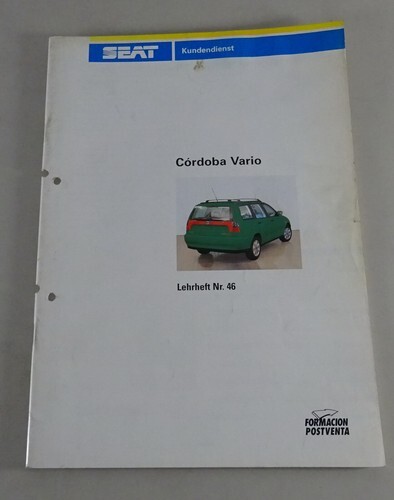 SEAT Kundendienst
Córdoba Vario
Lehrheft Nr. 46
FORMACION
POSTVENTA